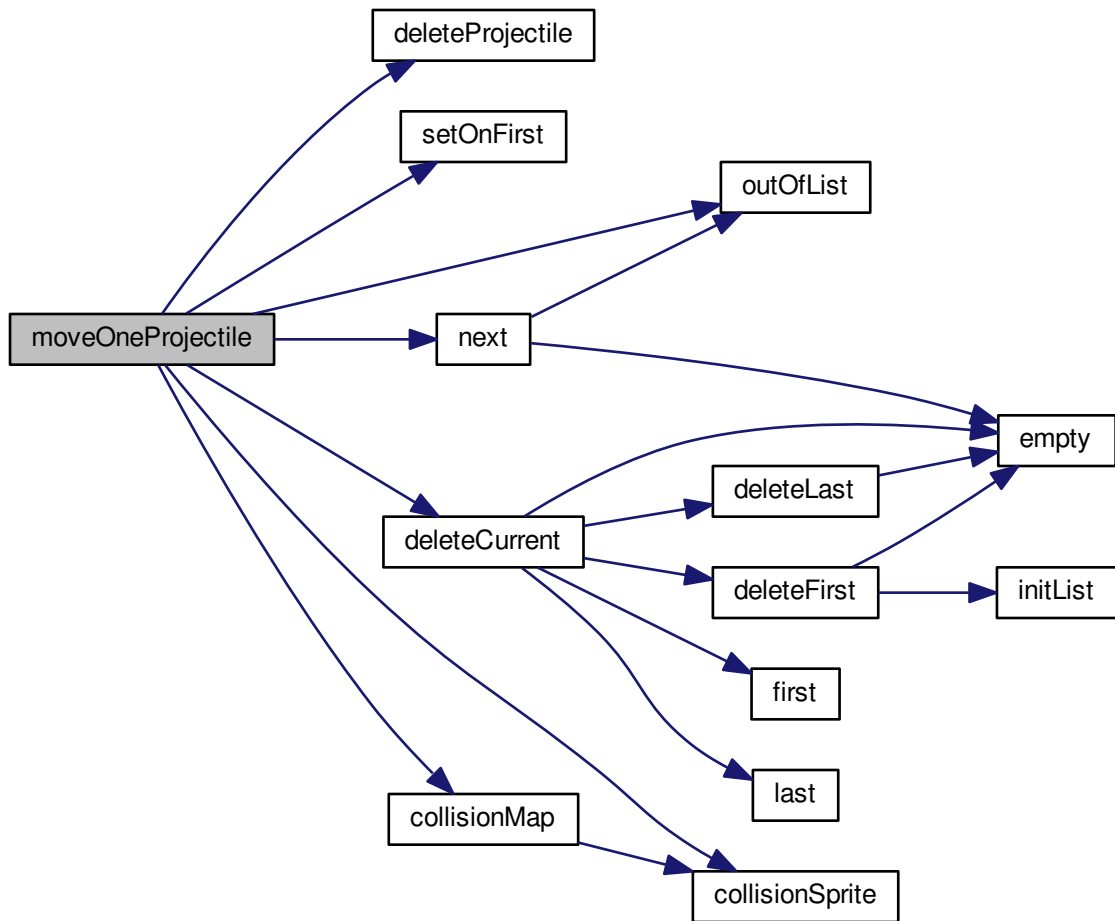 deleteProjectile
setOnFirst
outOfList
moveOneProjectile
next
empty
deleteLast
deleteCurrent
deleteFirst
initList
first
last
collisionMap
collisionSprite